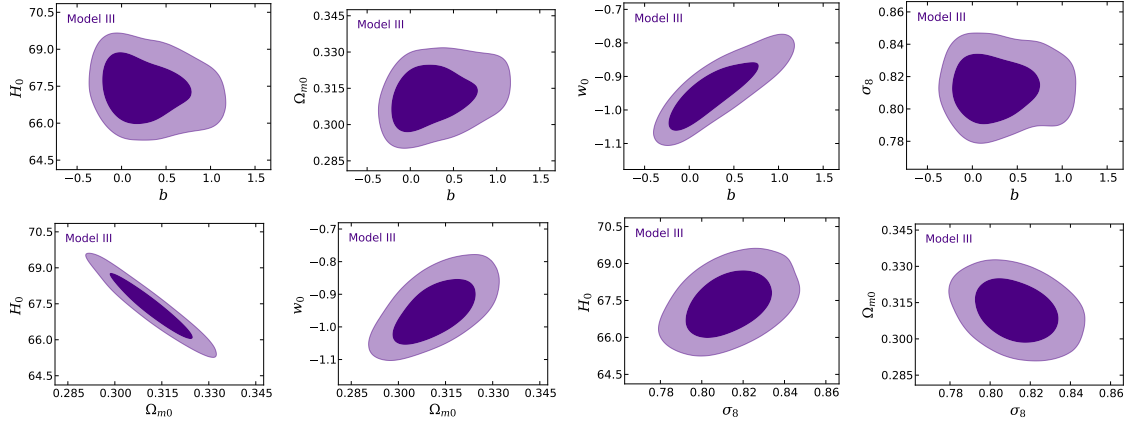 Model III
70.5
69.0
67.5
66.0
64.5
H₀
−0.5 0.0 0.5 1.0 1.5
b
Model III
0.345
0.330
0.315
0.300
0.285
Ωₘ₀
−0.5 0.0 0.5 1.0 1.5
b
Model III
−0.7
−0.8
−0.9
−1.0
−1.1
w₀
−0.5 0.0 0.5 1.0 1.5
b
Model III
0.86
0.84
0.82
0.80
0.78
σ₈
−0.5 0.0 0.5 1.0 1.5
b
Model III
70.5
69.0
67.5
66.0
64.5
H₀
0.285 0.300 0.315 0.330 0.345
Ωₘ₀
Model III
−0.7
−0.8
−0.9
−1.0
−1.1
w₀
0.285 0.300 0.315 0.330 0.345
Ωₘ₀
Model III
70.5
69.0
67.5
66.0
64.5
H₀
0.78 0.80 0.82 0.84 0.86
σ₈
Model III
0.345
0.330
0.315
0.300
0.285
Ωₘ₀
0.78 0.80 0.82 0.84 0.86
σ₈